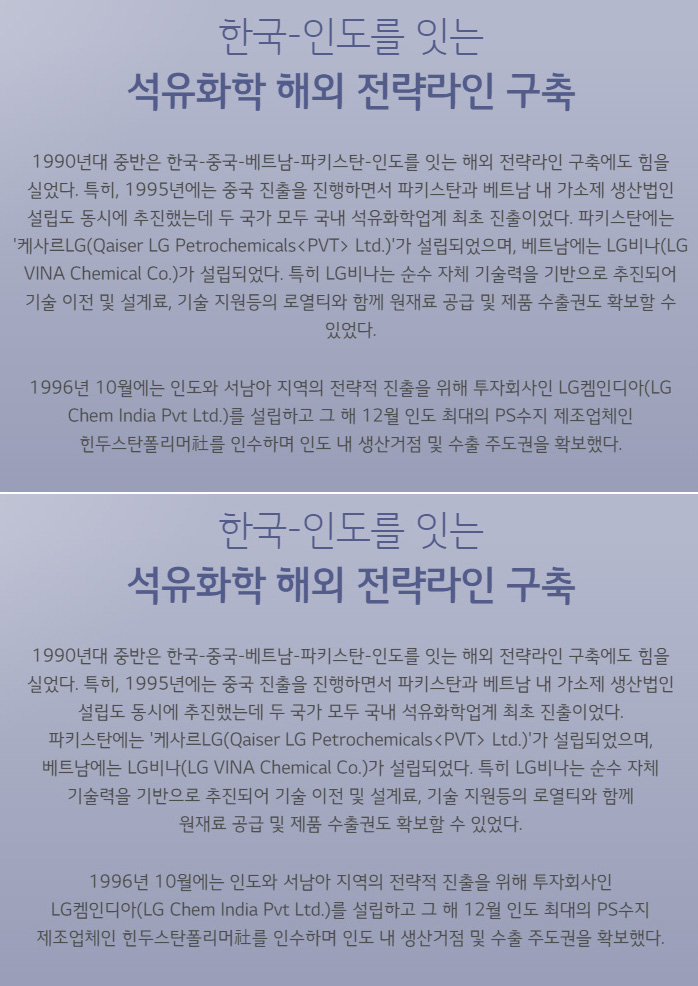 한국-인도를 잇는
석유화학 해외 전략라인 구축
1990년대 중반은 한국-중국-베트남-파키스탄-인도를 잇는 해외 전략라인 구축에도 힘을
실었다. 특히, 1995년에는 중국 진출을 진행하면서 파키스탄과 베트남 내 가소제 생산법인
설립도 동시에 추진했는데 두 국가 모두 국내 석유화학업계 최초 진출이었다. 파키스탄에는
'케사르LG(Qaiser LG Petrochemicals<PVT> Ltd.)'가 설립되었으며, 베트남에는 LG비나(LG
VINA Chemical Co.)가 설립되었다. 특히 LG비나는 순수 자체 기술력을 기반으로 추진되어
기술 이전 및 설계료, 기술 지원등의 로열티와 함께 원재료 공급 및 제품 수출권도 확보할 수
있었다.
1996년 10월에는 인도와 서남아 지역의 전략적 진출을 위해 투자회사인 LG켐인디아(LG
Chem India Pvt Ltd.)를 설립하고 그 해 12월 인도 최대의 PS수지 제조업체인
힌두스탄폴리머社를 인수하며 인도 내 생산거점 및 수출 주도권을 확보했다.
한국-인도를 잇는
석유화학 해외 전략라인 구축
1990년대 중반은 한국-중국-베트남-파키스탄-인도를 잇는 해외 전략라인 구축에도 힘을
실었다. 특히, 1995년에는 중국 진출을 진행하면서 파키스탄과 베트남 내 가소제 생산법인
설립도 동시에 추진했는데 두 국가 모두 국내 석유화학업계 최초 진출이었다.
파키스탄에는 '케사르LG(Qaiser LG Petrochemicals<PVT> Ltd.)'가 설립되었으며,
베트남에는 LG비나(LG VINA Chemical Co.)가 설립되었다. 특히 LG비나는 순수 자체
기술력을 기반으로 추진되어 기술 이전 및 설계료, 기술 지원등의 로열티와 함께
원재료 공급 및 제품 수출권도 확보할 수 있었다.
1996년 10월에는 인도와 서남아 지역의 전략적 진출을 위해 투자회사인
LG켐인디아(LG Chem India Pvt Ltd.)를 설립하고 그 해 12월 인도 최대의 PS수지
제조업체인 힌두스탄폴리머社를 인수하며 인도 내 생산거점 및 수출 주도권을 확보했다.